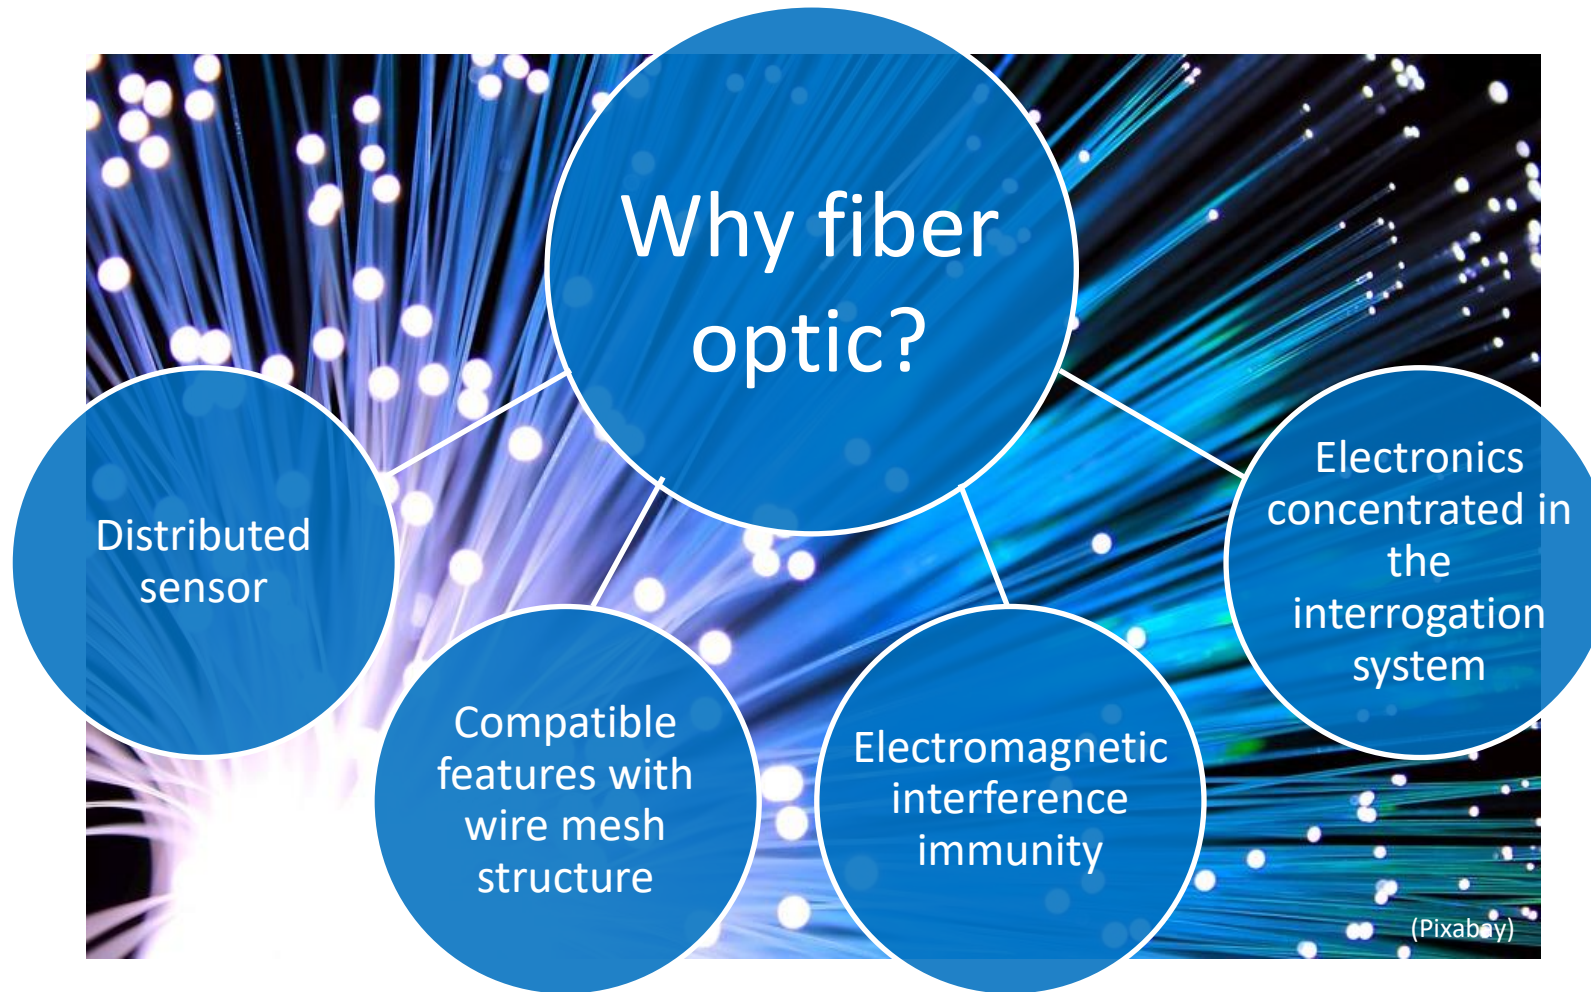 Why fiber
optic?
Distributed
sensor
Compatible
features with
wire mesh
structure
Electromagnetic
interference
immunity
Electronics
concentrated in
the
interrogation
system
(Pixabay)